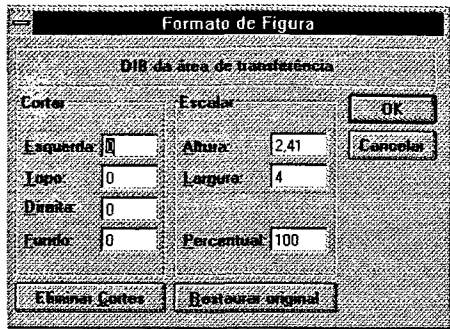 Formato de Figura
DIB da área de transferência
Cortar
Esquerda: 0
Topo: 0
Direita: 0
Fundo: 0
Escalar
Altura: 2,41
Largura: 4
Percentual: 100
OK
Cancelar
Eliminar Cortes
Restaurar original